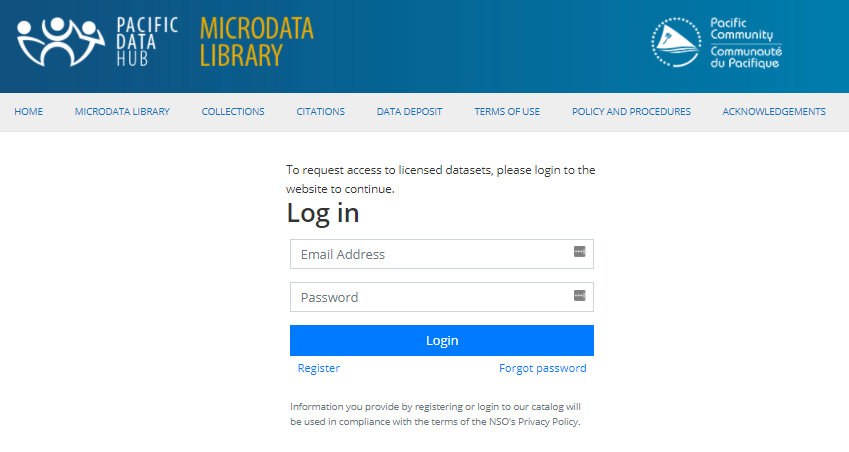 PACIFIC
DATA
HUB
MICRODATA
LIBRARY
Pacific
Community
Communauté
du Pacifique
HOME MICRODATA LIBRARY COLLECTIONS CITATIONS DATA DEPOSIT TERMS OF USE POLICY AND PROCEDURES ACKNOWLEDGEMENTS
To request access to licensed datasets, please login to the
website to continue.
Log in
Email Address
Password
Login
Register Forgot password
Information you provide by registering or login to our catalog will
be used in compliance with the terms of the NSO's Privacy Policy.